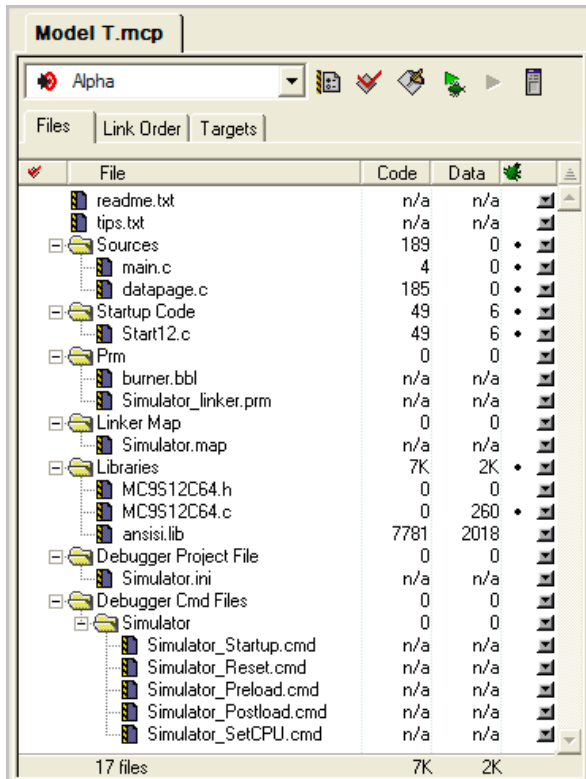 Model T.mcp
Alpha
Files Link Order Targets
File Code Data
readme.txt n/a n/a
tips.txt n/a n/a
Sources 189 0
main.c 4 0
datapage.c 185 0
Startup Code 49 6
Start12.c 49 6
Prm 0 0
burner.bbl n/a n/a
Simulator_linker.prm n/a n/a
Linker Map 0 0
Simulator.map n/a n/a
Libraries 7K 2K
MC9S12C64.h 0 0
MC9S12C64.c 0 260
ansisi.lib 7781 2018
Debugger Project File 0 0
Simulator.ini n/a n/a
Debugger Cmd Files 0 0
Simulator 0 0
Simulator_Startup.cmd n/a n/a
Simulator_Reset.cmd n/a n/a
Simulator_Preload.cmd n/a n/a
Simulator_Postload.cmd n/a n/a
Simulator_SetCPU.cmd n/a n/a
17 files 7K 2K